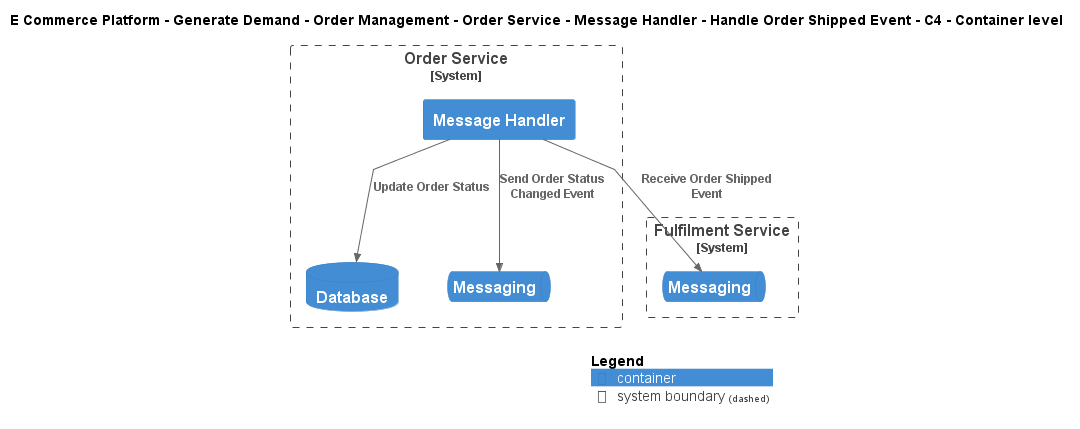 E Commerce Platform - Generate Demand - Order Management - Order Service - Message Handler - Handle Order Shipped Event - C4 - Container level
Order Service
[System]
Message Handler
Update Order Status
Send Order Status
Changed Event
Receive Order Shipped
Event
Fulfilment Service
[System]
Database
Messaging
Messaging
Legend
container
system boundary (dashed)